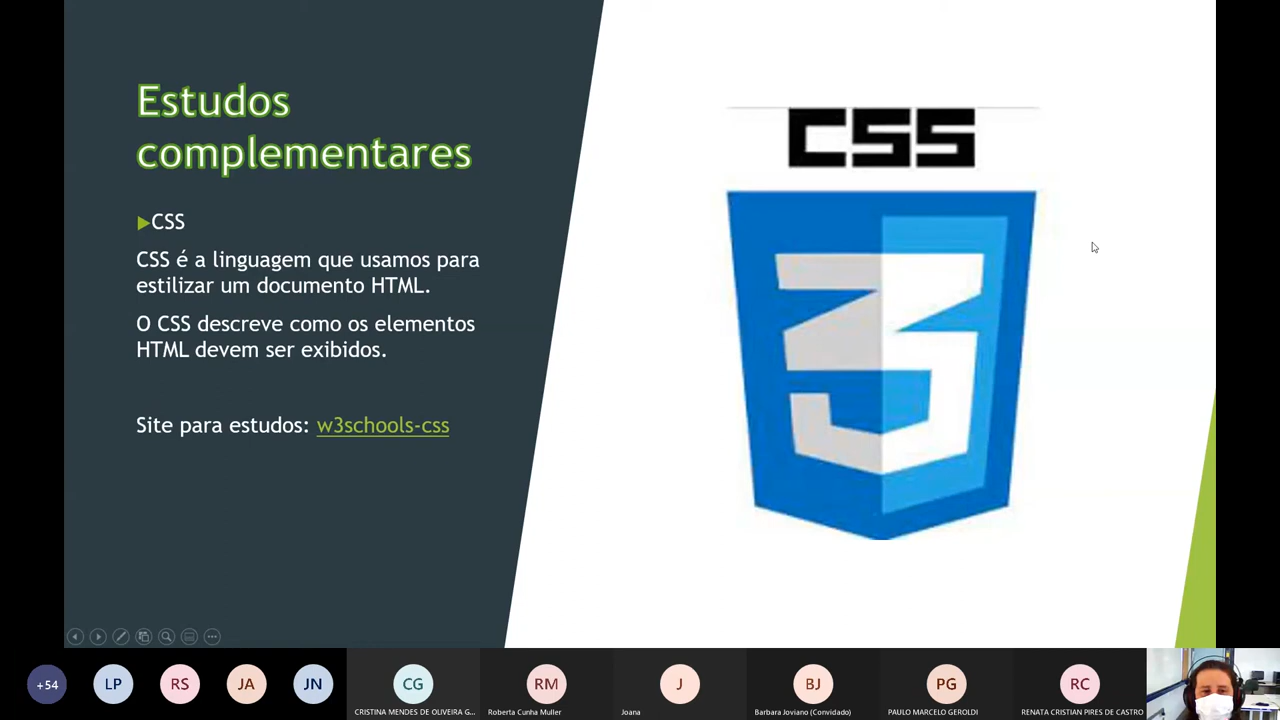 Estudos
complementares
CSS
CSS é a linguagem que usamos para
estilizar um documento HTML.
O CSS descreve como os elementos
HTML devem ser exibidos.
Site para estudos: w3schools-css
CSS
3
+54
LP
RS
JA
JN
CG
CRISTINA MENDES DE OLIVEIRA G...
RM
Roberta Cunha Muller
J
Joana
BJ
Barbara Joviano (Convidado)
PG
PAULO MARCELO GEROLDI
RC
RENATA CRISTIAN PIRES DE CASTRO